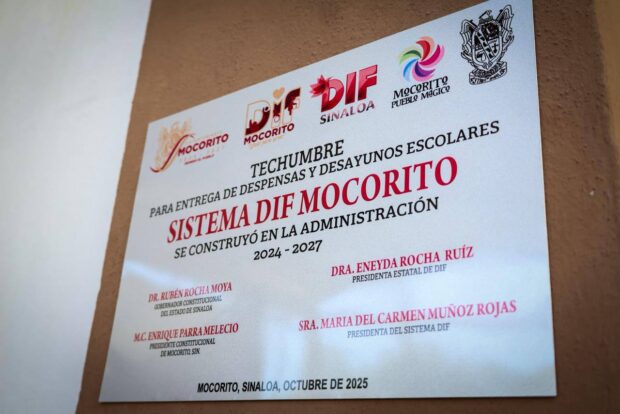 MOCORITO
DIF
MOCORITO
DIF
SINALOA
MOCORITO
PUEBLO MÁGICO
TECHUMBRE
PARA ENTREGA DE DESPENSAS Y DESAYUNOS ESCOLARES
SISTEMA DIF MOCORITO
SE CONSTRUYÓ EN LA ADMINISTRACIÓN
2024 - 2027
DR. RUBÉN ROCHA MOYA
GOBERNADOR CONSTITUCIONAL
DEL ESTADO DE SINALOA
DRA. ENEYDA ROCHA RUÍZ
PRESIDENTA ESTATAL DE DIF
M.C. ENRIQUE PARRA MELECIO
PRESIDENTE CONSTITUCIONAL
DE MOCORITO, SIN.
SRA. MARIA DEL CARMEN MUÑOZ ROJAS
PRESIDENTA DEL SISTEMA DIF
MOCORITO, SINALOA, OCTUBRE DE 2025